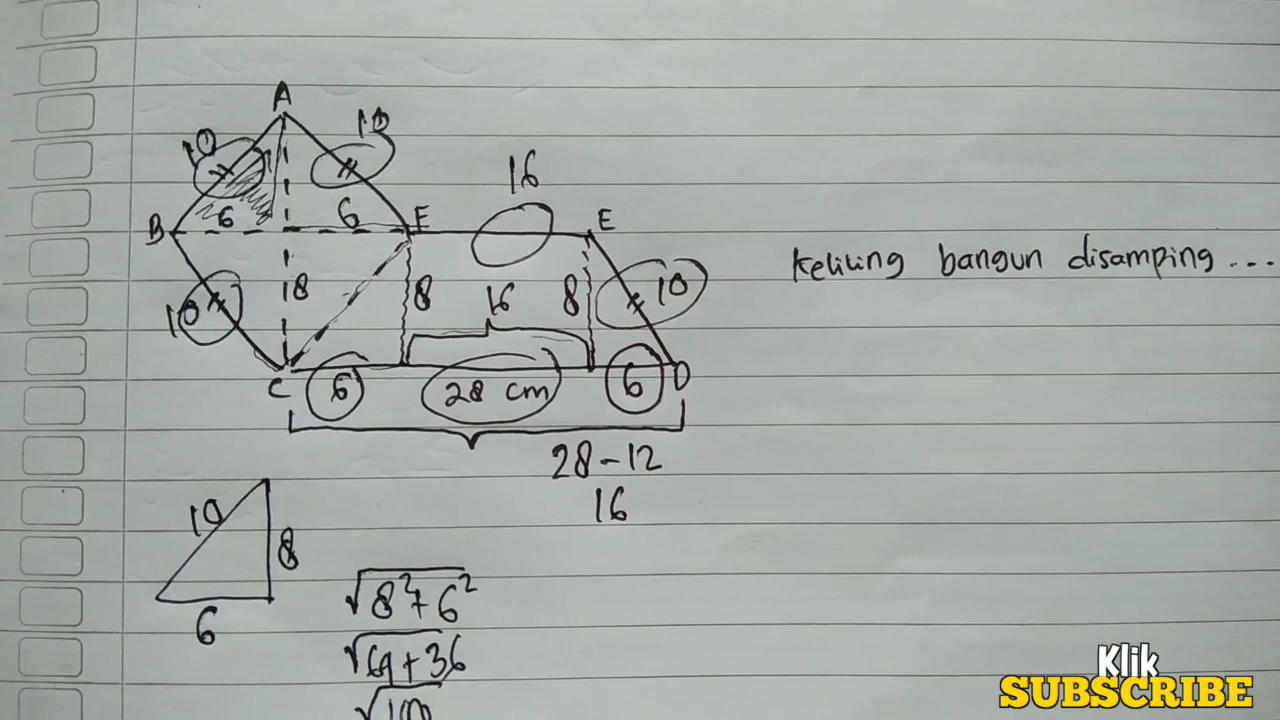 A
10 10
16
B 6 6 F E
Keliling bangun disamping ...
10 8 8 16 8 10
C 6 28 cm 6 D
28 - 12
16
10
8
6
√8²+6²
√64+36
√100
Klik
SUBSCRIBE